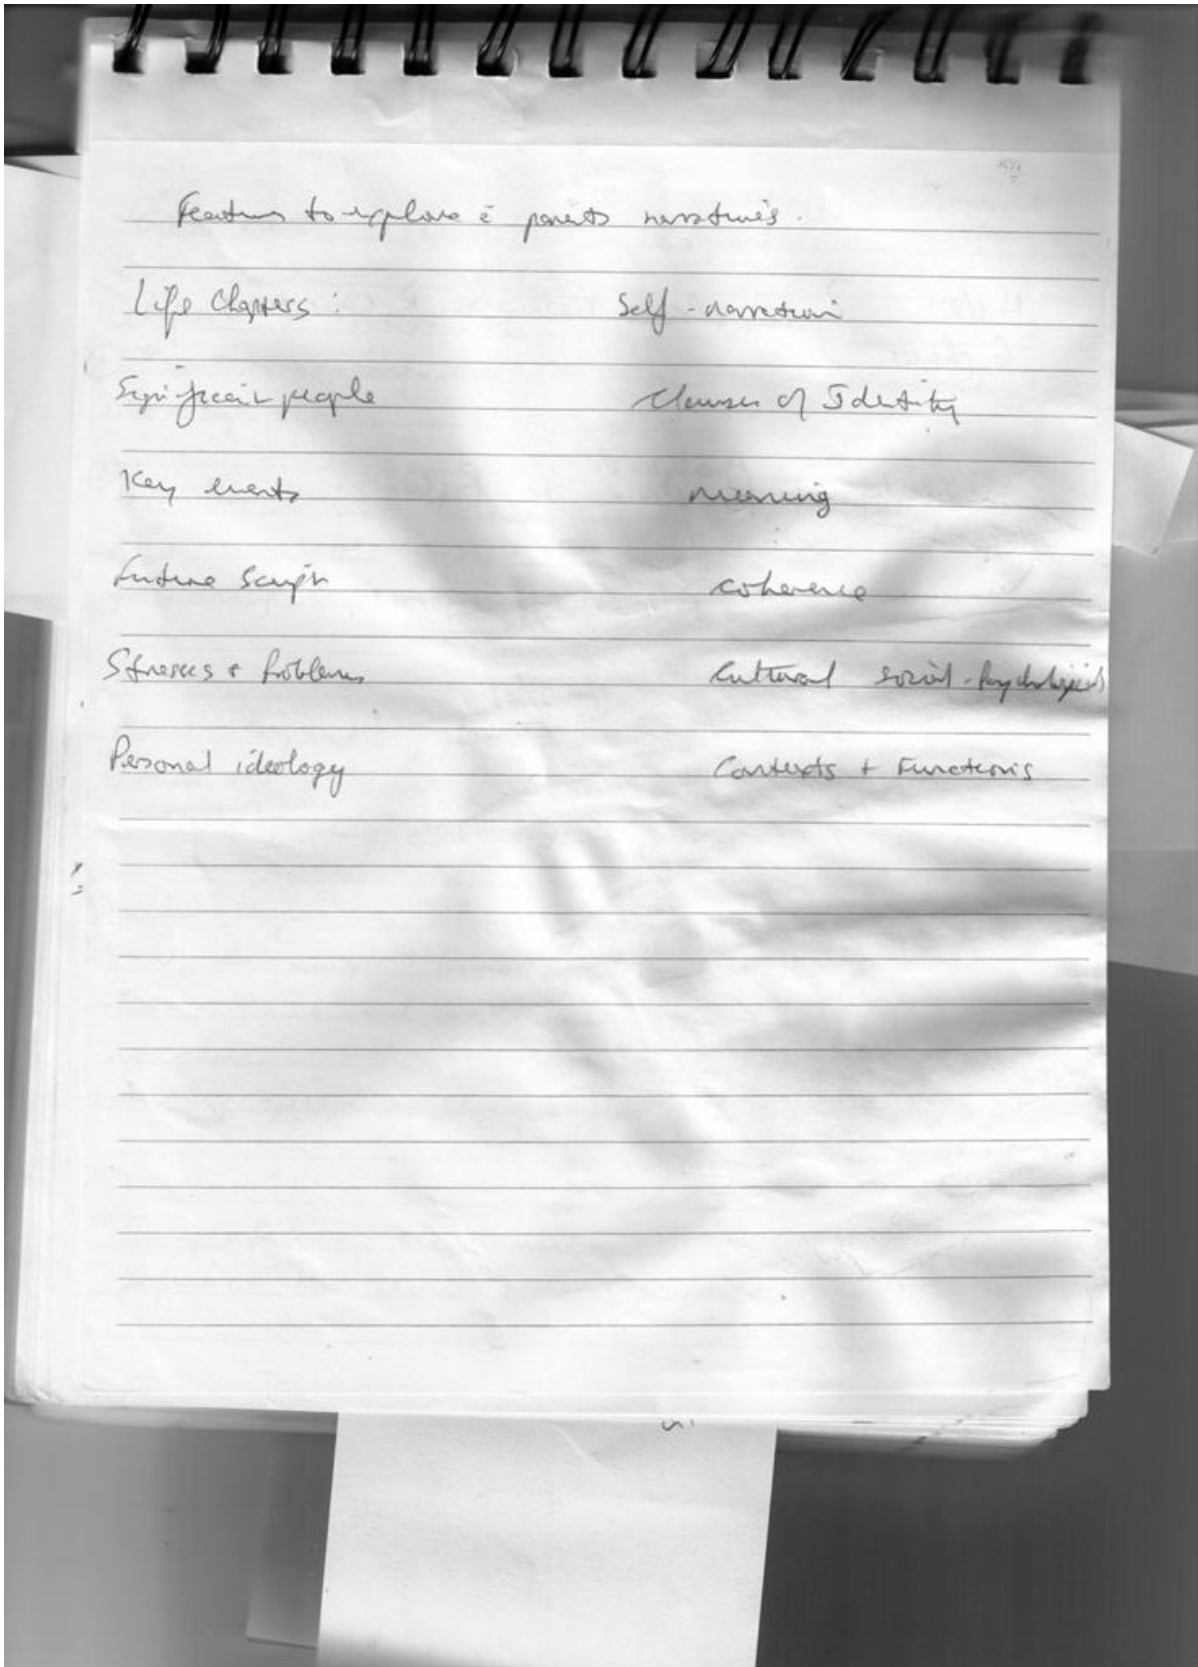 Features to explore c̄ parents narratives.
Life Chapters : Self-narration
Significant people of Identity
Key events meaning
Future Script coherence
Stresses + Problems Cultural social-Psychological
Personal ideology Contexts + Functions